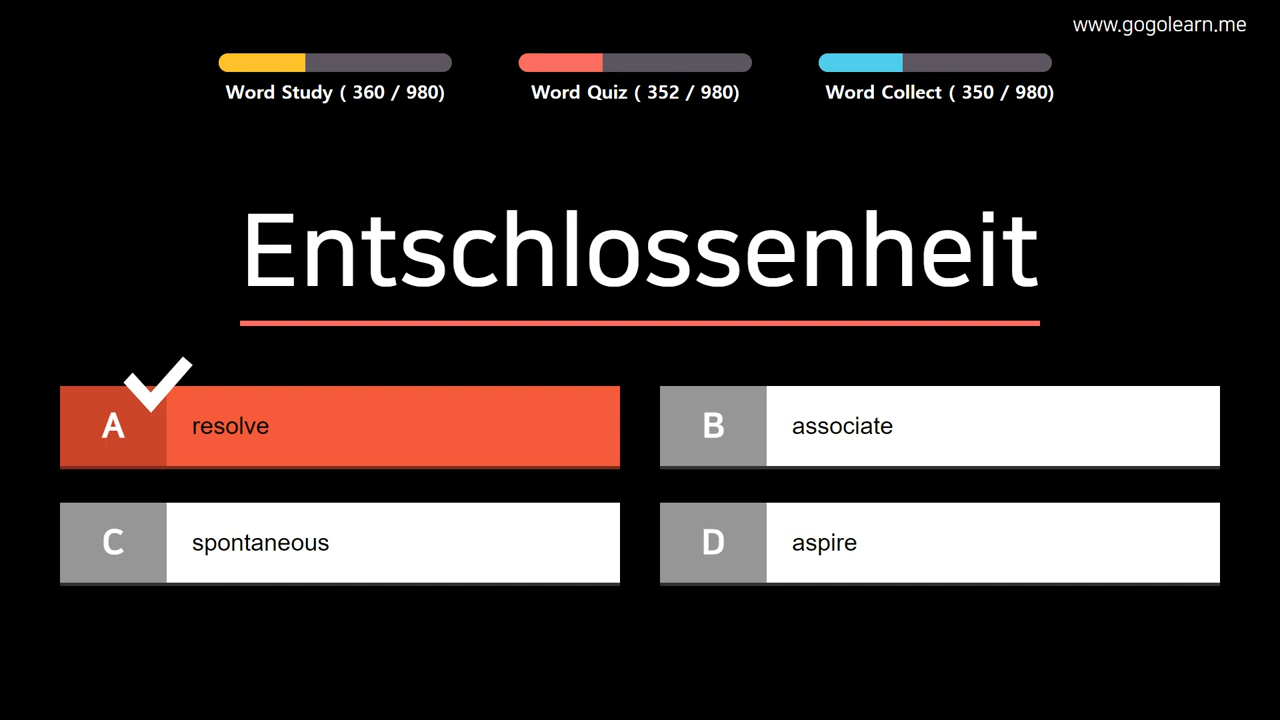 www.gogolearn.me
Word Study ( 360 / 980)
Word Quiz ( 352 / 980)
Word Collect ( 350 / 980)
Entschlossenheit
A resolve
B associate
C spontaneous
D aspire